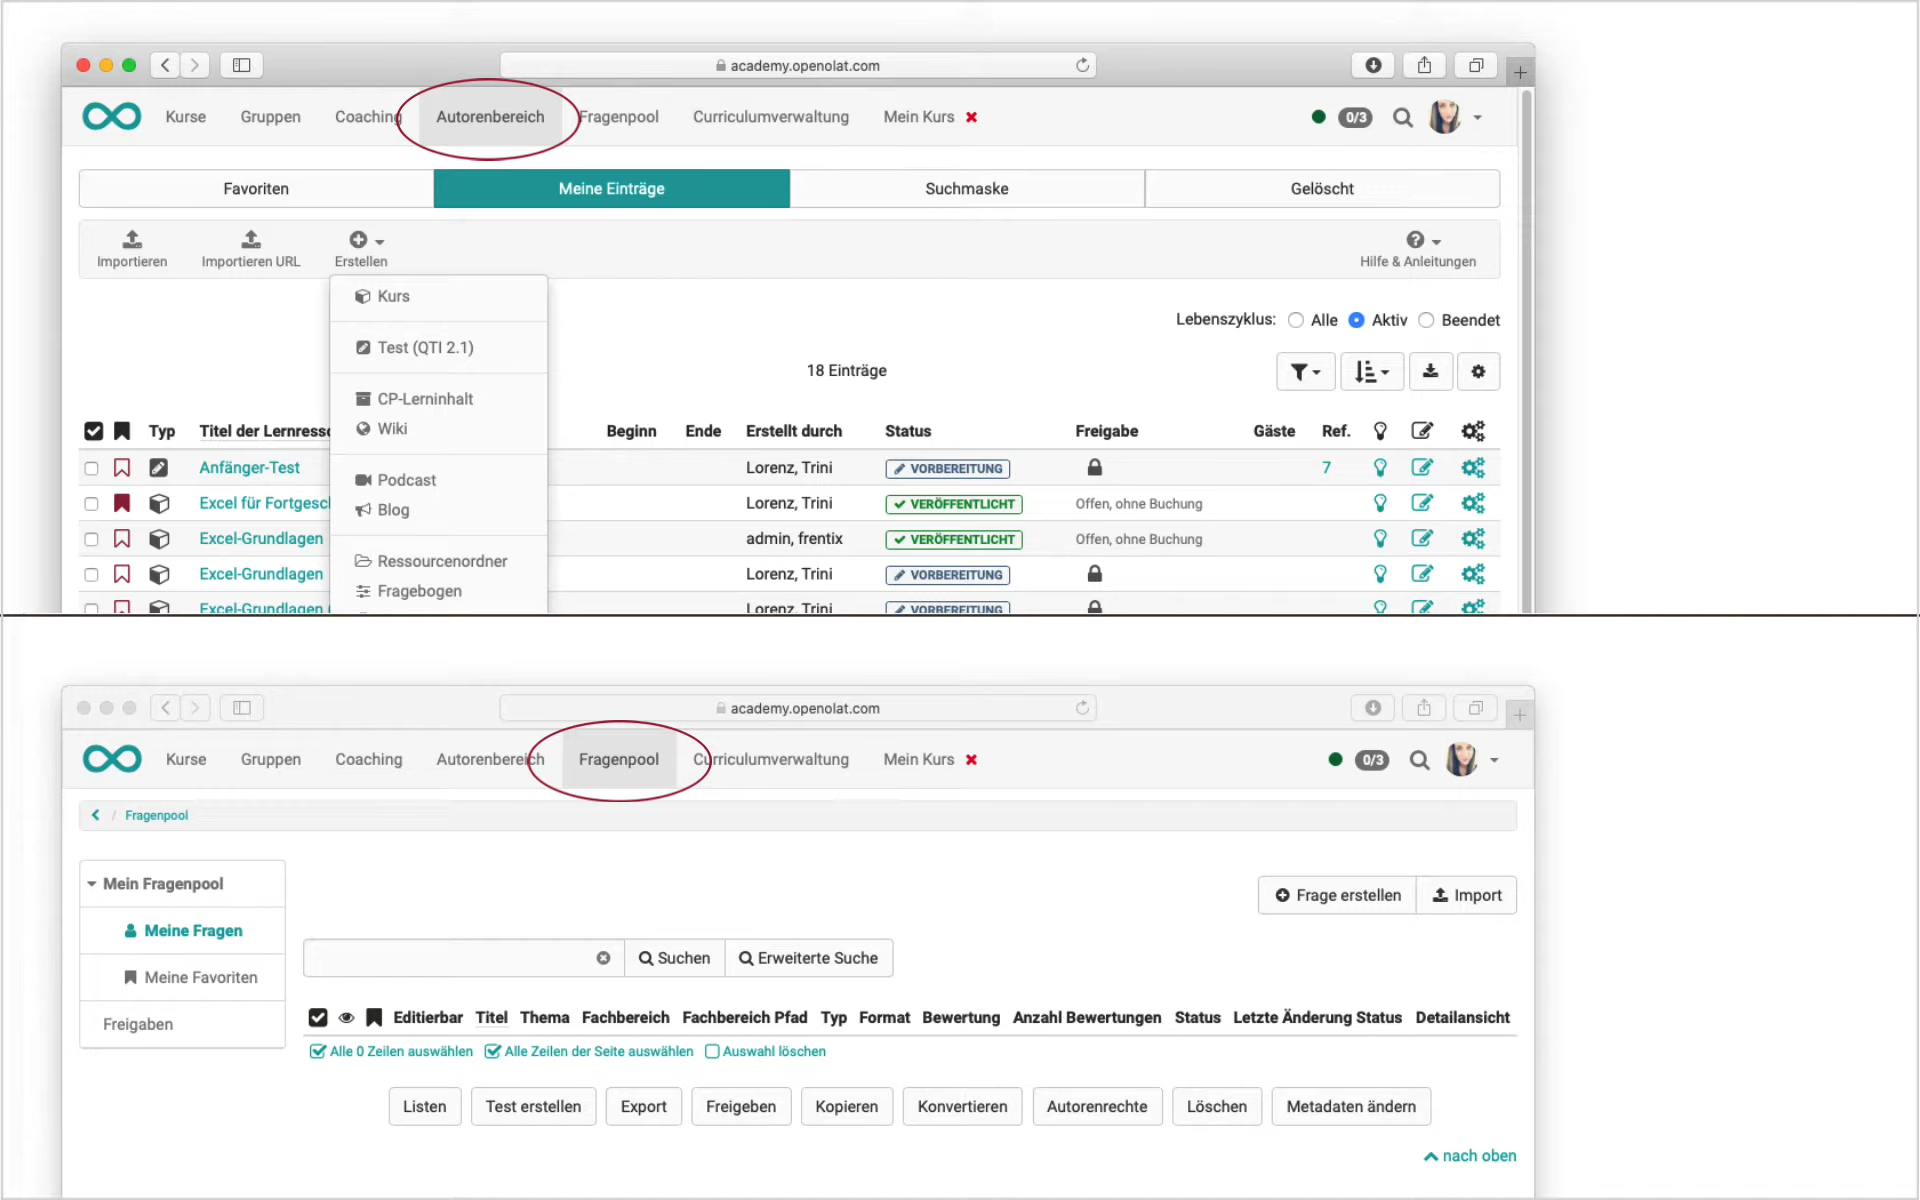 academy.openolat.com
Kurse Gruppen Coaching Autorenbereich Fragenpool Curriculumverwaltung Mein Kurs 0/3
Favoriten Meine Einträge Suchmaske Gelöscht
Importieren Importieren URL Erstellen Hilfe & Anleitungen
Kurs
Lebenszyklus: Alle Aktiv Beendet
Test (QTI 2.1)
18 Einträge
CP-Lerninhalt
Wiki
Typ Titel der Lernresso Beginn Ende Erstellt durch Status Freigabe Gäste Ref.
Anfänger-Test Lorenz, Trini VORBEREITUNG 7
Podcast
Excel für Fortgesch Lorenz, Trini VERÖFFENTLICHT Offen, ohne Buchung
Blog
Excel-Grundlagen admin, frentix VERÖFFENTLICHT Offen, ohne Buchung
Ressourcenordner
Excel-Grundlagen Lorenz, Trini VORBEREITUNG
Fragebogen
Excel-Grundlagen ( Lorenz, Trini VORBEREITUNG
academy.openolat.com
Kurse Gruppen Coaching Autorenbereich Fragenpool Curriculumverwaltung Mein Kurs 0/3
/ Fragenpool
Mein Fragenpool
Frage erstellen Import
Meine Fragen
Suchen Erweiterte Suche
Meine Favoriten
Freigaben
Editierbar Titel Thema Fachbereich Fachbereich Pfad Typ Format Bewertung Anzahl Bewertungen Status Letzte Änderung Status Detailansicht
Alle 0 Zeilen auswählen Alle Zeilen der Seite auswählen Auswahl löschen
Listen Test erstellen Export Freigeben Kopieren Konvertieren Autorenrechte Löschen Metadaten ändern
nach oben